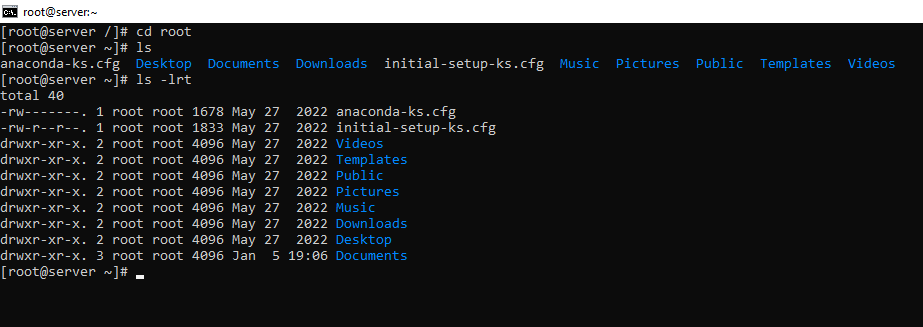 C:\. root@server:~
[root@server /]# cd root
[root@server ~]# ls
anaconda-ks.cfg  Desktop  Documents  Downloads  initial-setup-ks.cfg  Music  Pictures  Public  Templates  Videos
[root@server ~]# ls -lrt
total 40
-rw-------. 1 root root 1678 May 27  2022 anaconda-ks.cfg
-rw-r--r--. 1 root root 1833 May 27  2022 initial-setup-ks.cfg
drwxr-xr-x. 2 root root 4096 May 27  2022 Videos
drwxr-xr-x. 2 root root 4096 May 27  2022 Templates
drwxr-xr-x. 2 root root 4096 May 27  2022 Public
drwxr-xr-x. 2 root root 4096 May 27  2022 Pictures
drwxr-xr-x. 2 root root 4096 May 27  2022 Music
drwxr-xr-x. 2 root root 4096 May 27  2022 Downloads
drwxr-xr-x. 2 root root 4096 May 27  2022 Desktop
drwxr-xr-x. 3 root root 4096 Jan  5 19:06 Documents
[root@server ~]#